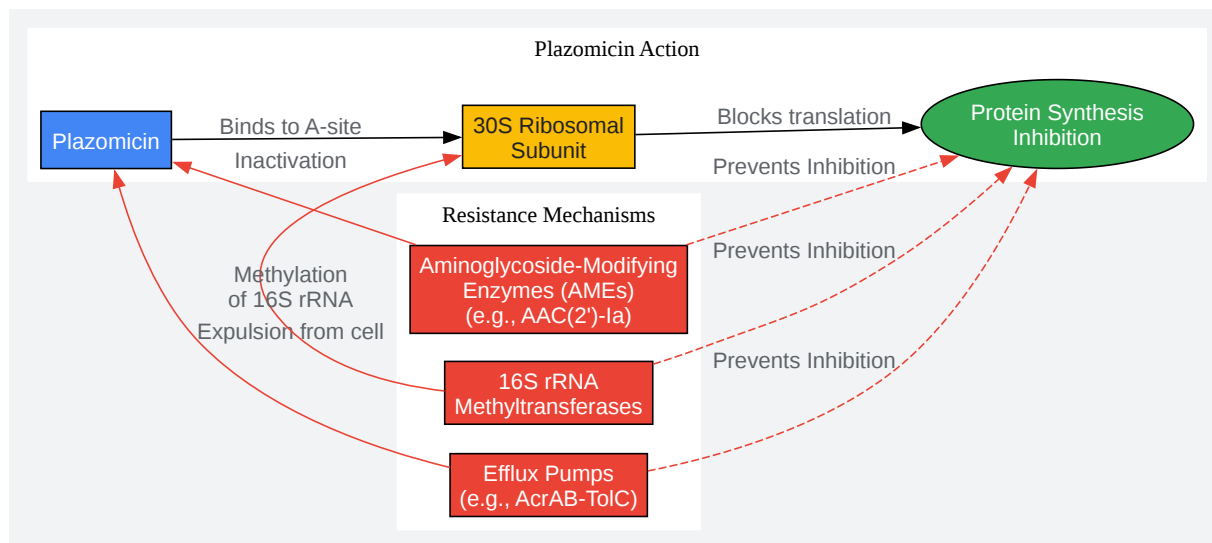 Plazomicin Action
Plazomicin
Binds to A-site
30S Ribosomal
Subunit
Blocks translation
Protein Synthesis
Inhibition
Inactivation
Prevents Inhibition
Resistance Mechanisms
Aminoglycoside-Modifying
Enzymes (AMEs)
(e.g., AAC(2')-Ia)
Prevents Inhibition
Methylation
of 16S rRNA
Expulsion from cell
16S rRNA
Methyltransferases
Prevents Inhibition
Efflux Pumps
(e.g., AcrAB-TolC)